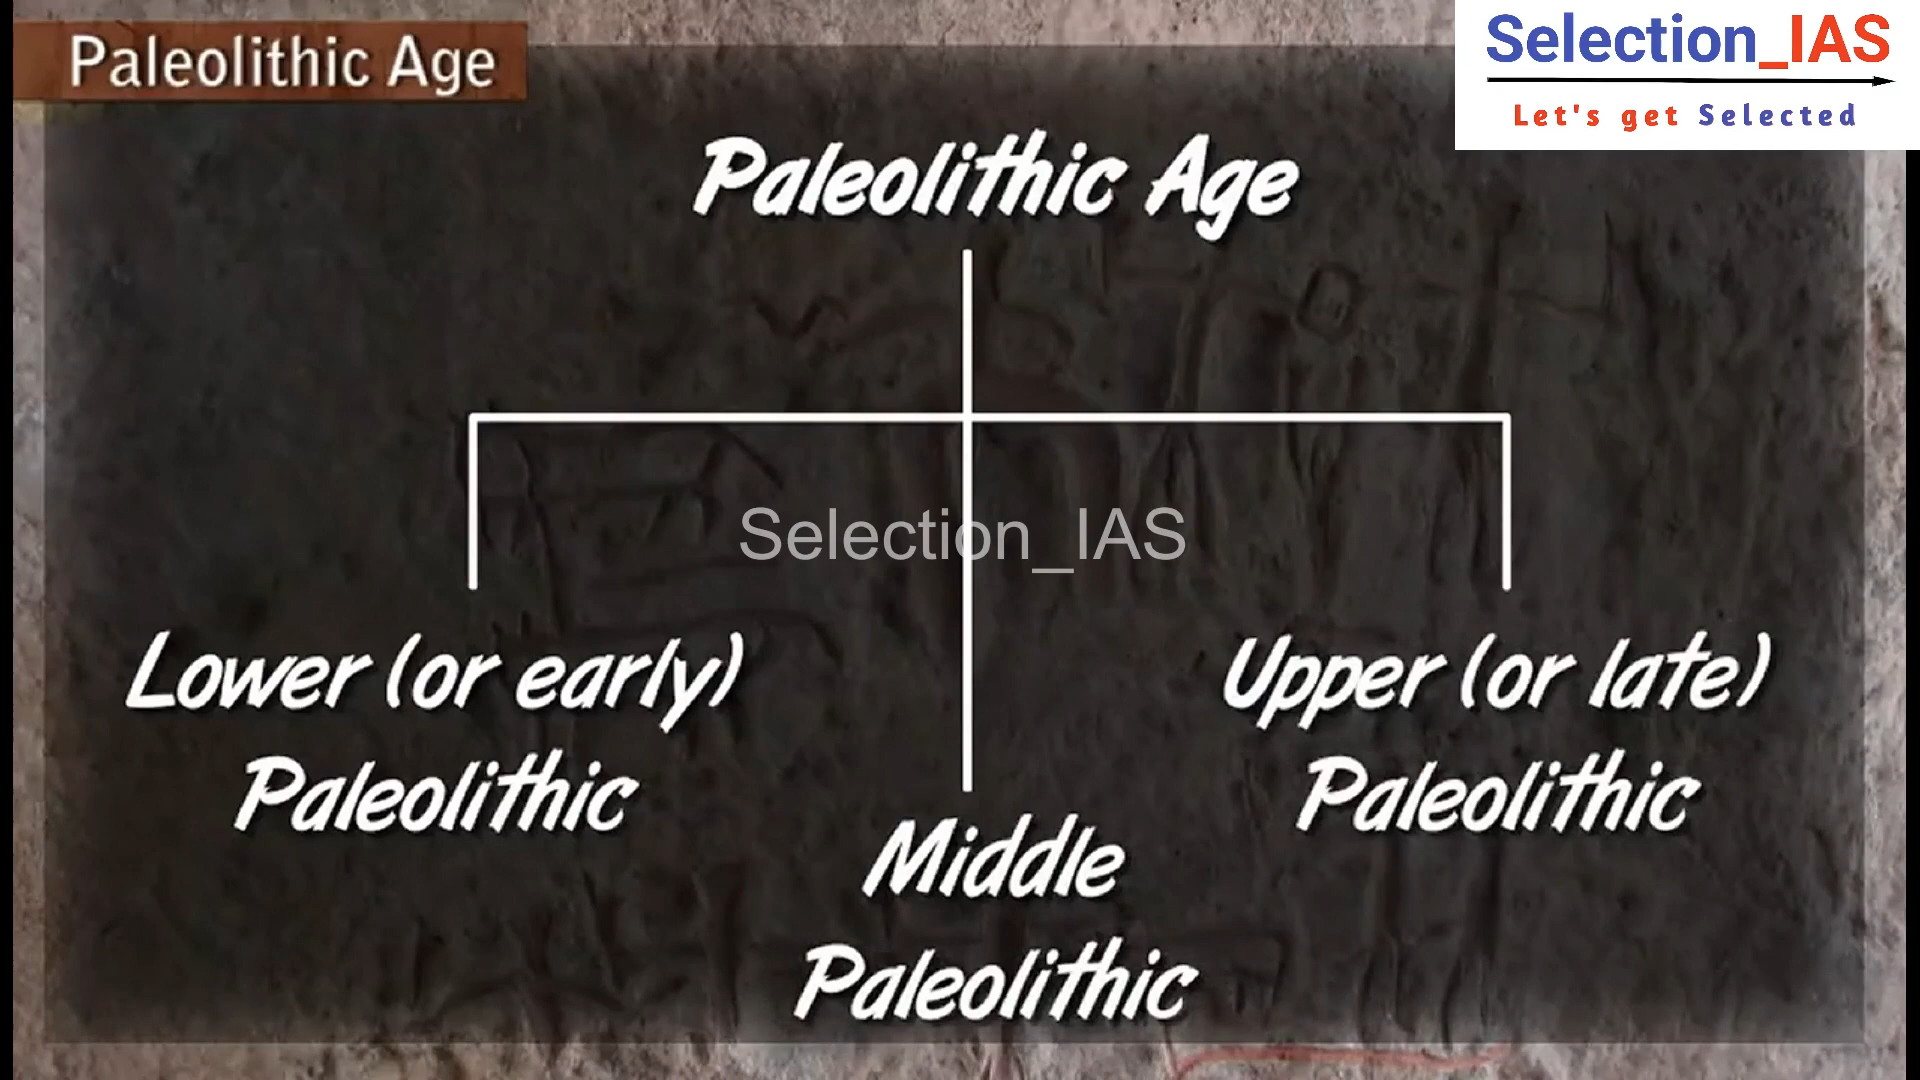 Paleolithic Age
Selection_IAS
Let's get Selected
Paleolithic Age
Selection_IAS
Lower (or early)
Paleolithic
Upper (or late)
Paleolithic
Middle
Paleolithic